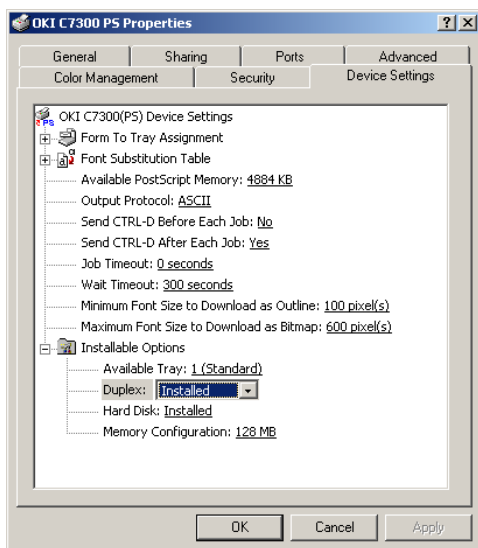 OKI C7300 PS Properties
General Sharing Ports Advanced
Color Management Security Device Settings
OKI C7300(PS) Device Settings
Form To Tray Assignment
Font Substitution Table
Available PostScript Memory: 4884 KB
Output Protocol: ASCII
Send CTRL-D Before Each Job: No
Send CTRL-D After Each Job: Yes
Job Timeout: 0 seconds
Wait Timeout: 300 seconds
Minimum Font Size to Download as Outline: 100 pixel(s)
Maximum Font Size to Download as Bitmap: 600 pixel(s)
Installable Options
Available Tray: 1 (Standard)
Duplex: Installed
Hard Disk: Installed
Memory Configuration: 128 MB
OK Cancel Apply